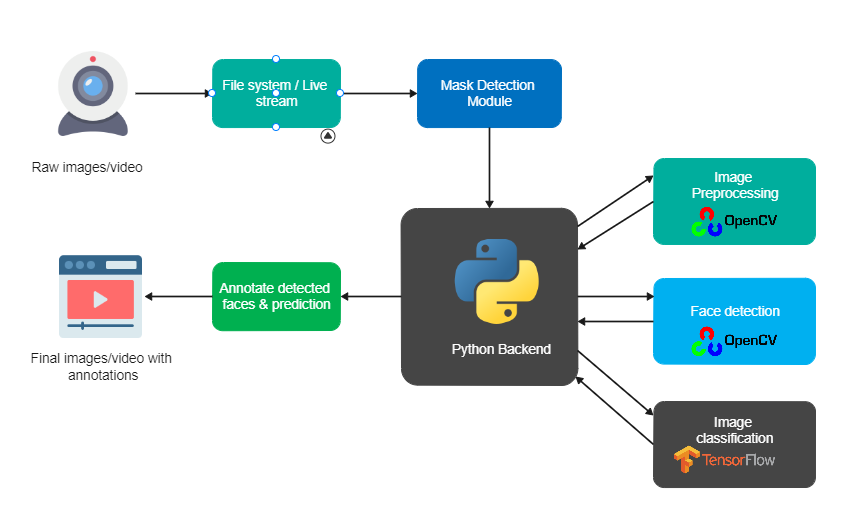 File system / Live
stream
Mask Detection
Module
Raw images/video
Image
Preprocessing
OpenCV
Python Backend
Annotate detected
faces & prediction
Final images/video with
annotations
Face detection
OpenCV
Image
classification
TensorFlow